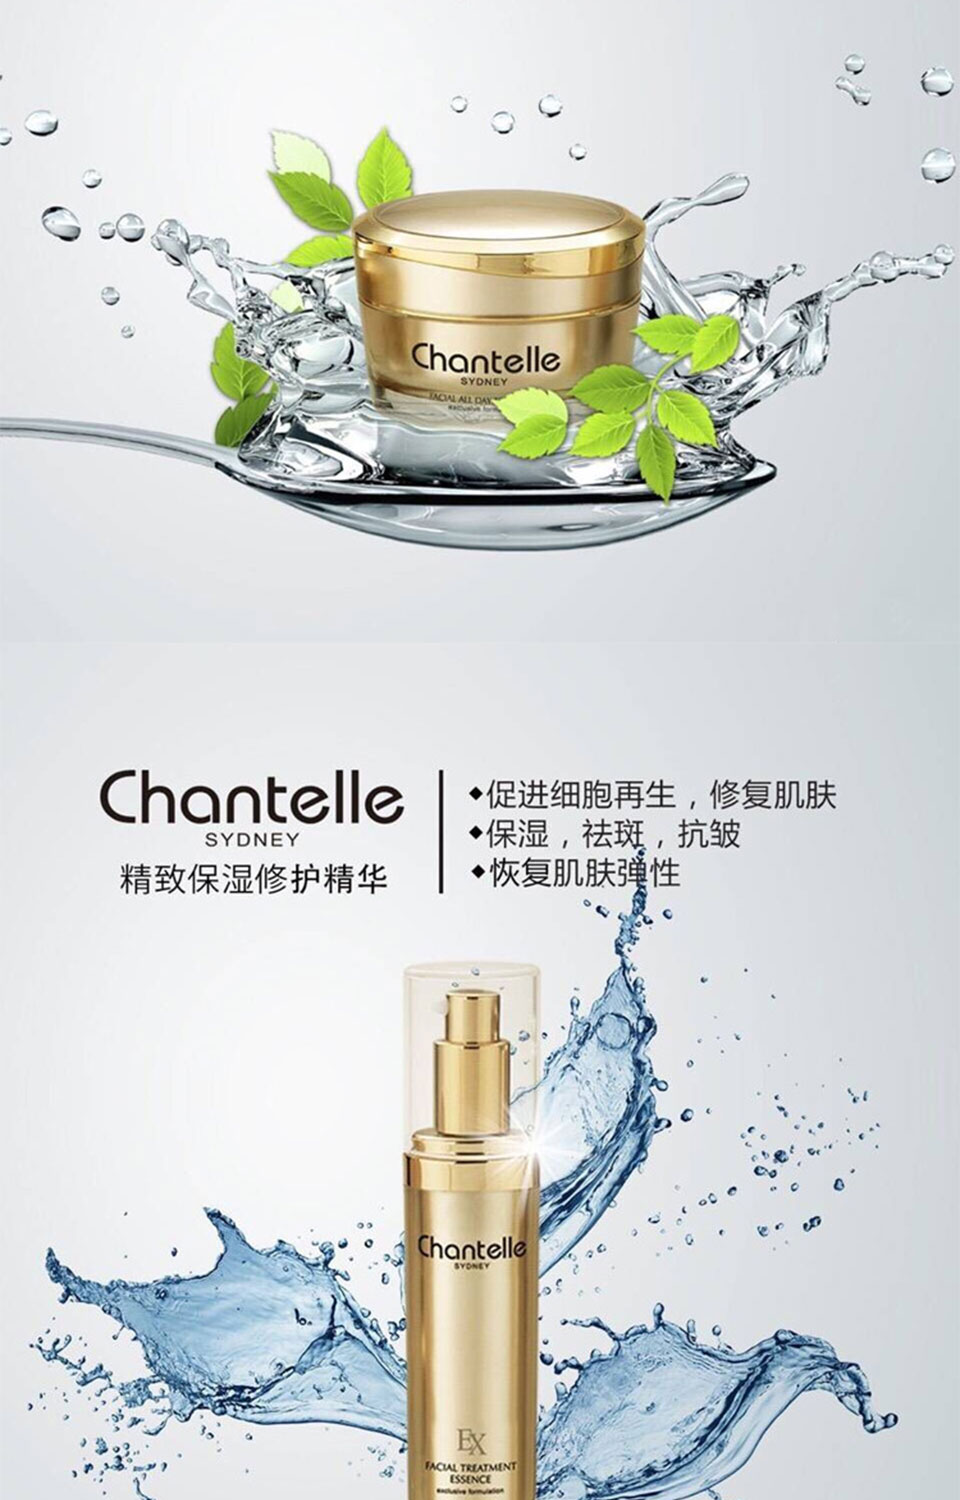 Chantelle
SYDNEY
FACIAL ALL DAY
exclusive
Chantelle
SYDNEY
精致保湿修护精华
◆促进细胞再生，修复肌肤
◆保湿，祛斑，抗皱
◆恢复肌肤弹性
Chantelle
SYDNEY
EX
FACIAL TREATMENT
ESSENCE
exclusive formulation